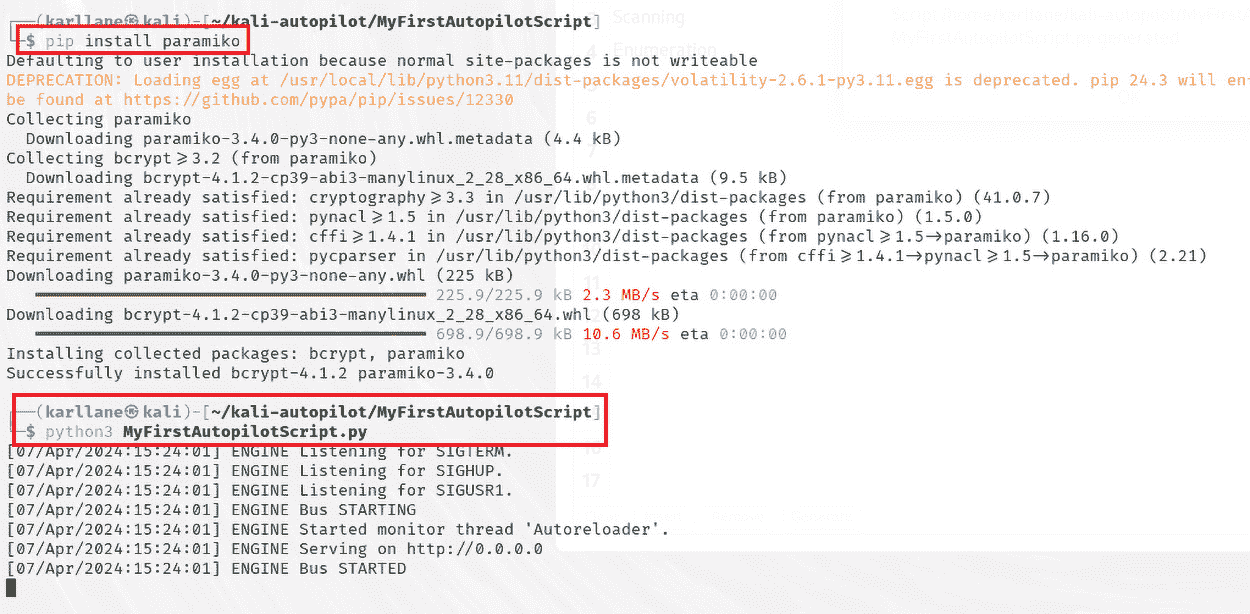 ┌──(karllane㉿kali)-[~/kali-autopilot/MyFirstAutopilotScript]
└─$ pip install paramiko
Defaulting to user installation because normal site-packages is not writeable
DEPRECATION: Loading egg at /usr/local/lib/python3.11/dist-packages/volatility-2.6.1-py3.11.egg is deprecated. pip 24.3 will en
be found at https://github.com/pypa/pip/issues/12330
Collecting paramiko
Downloading paramiko-3.4.0-py3-none-any.whl.metadata (4.4 kB)
Collecting bcrypt≥3.2 (from paramiko)
Downloading bcrypt-4.1.2-cp39-abi3-manylinux_2_28_x86_64.whl.metadata (9.5 kB)
Requirement already satisfied: cryptography≥3.3 in /usr/lib/python3/dist-packages (from paramiko) (41.0.7)
Requirement already satisfied: pynacl≥1.5 in /usr/lib/python3/dist-packages (from paramiko) (1.5.0)
Requirement already satisfied: cffi≥1.4.1 in /usr/lib/python3/dist-packages (from pynacl≥1.5→paramiko) (1.16.0)
Requirement already satisfied: pycparser in /usr/lib/python3/dist-packages (from cffi≥1.4.1→pynacl≥1.5→paramiko) (2.21)
Downloading paramiko-3.4.0-py3-none-any.whl (225 kB)
225.9/225.9 kB 2.3 MB/s eta 0:00:00
Downloading bcrypt-4.1.2-cp39-abi3-manylinux_2_28_x86_64.whl (698 kB)
698.9/698.9 kB 10.6 MB/s eta 0:00:00
Installing collected packages: bcrypt, paramiko
Successfully installed bcrypt-4.1.2 paramiko-3.4.0
┌──(karllane㉿kali)-[~/kali-autopilot/MyFirstAutopilotScript]
└─$ python3 MyFirstAutopilotScript.py
[07/Apr/2024:15:24:01] ENGINE Listening for SIGTERM.
[07/Apr/2024:15:24:01] ENGINE Listening for SIGHUP.
[07/Apr/2024:15:24:01] ENGINE Listening for SIGUSR1.
[07/Apr/2024:15:24:01] ENGINE Bus STARTING
[07/Apr/2024:15:24:01] ENGINE Started monitor thread 'Autoreloader'.
[07/Apr/2024:15:24:01] ENGINE Serving on http://0.0.0.0
[07/Apr/2024:15:24:01] ENGINE Bus STARTED
Scanning
4 Enumeration
6
11
13
14
17